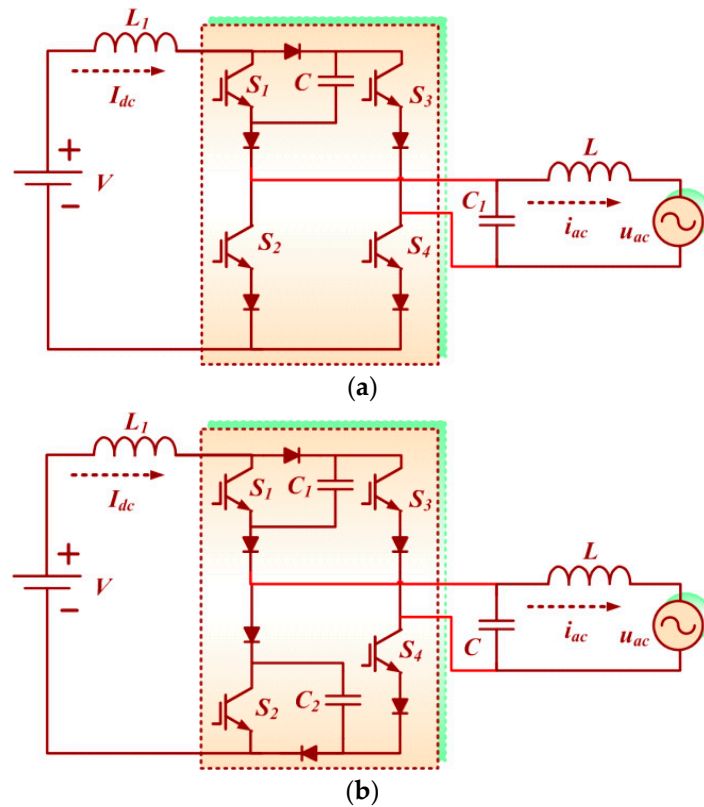 L1
Idc
S1
C
S3
+
V
−
S2
S4
C1
L
iac
uac
(a)
L1
Idc
S1
C1
S3
+
V
−
S2
C2
S4
C
L
iac
uac
(b)